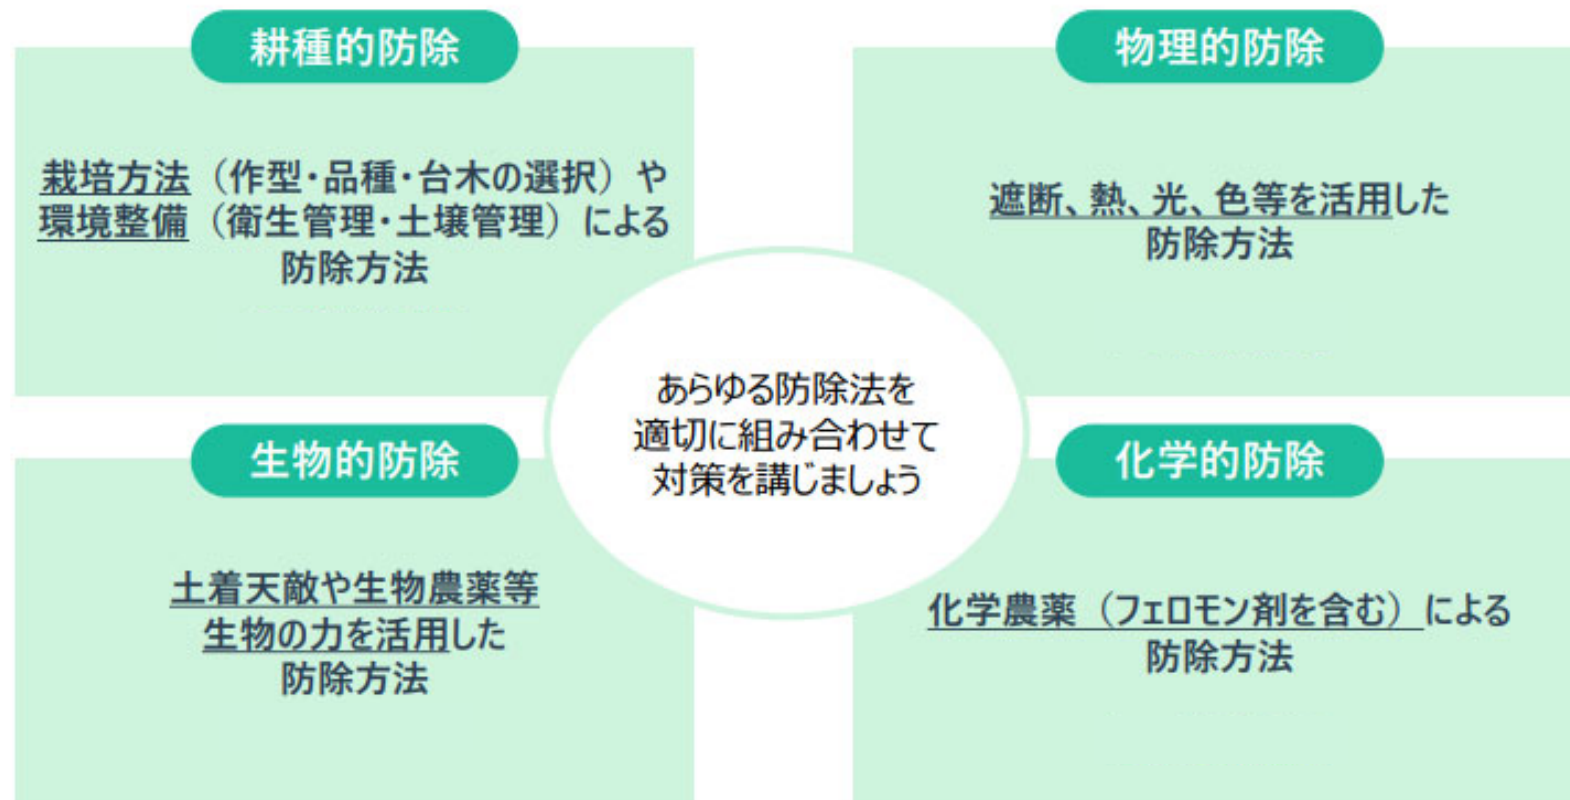 耕種的防除
栽培方法（作型・品種・台木の選択）や
環境整備（衛生管理・土壌管理）による
防除方法
物理的防除
遮断、熱、光、色等を活用した
防除方法
あらゆる防除法を
適切に組み合わせて
対策を講じましょう
生物的防除
土着天敵や生物農薬等
生物の力を活用した
防除方法
化学的防除
化学農薬（フェロモン剤を含む）による
防除方法